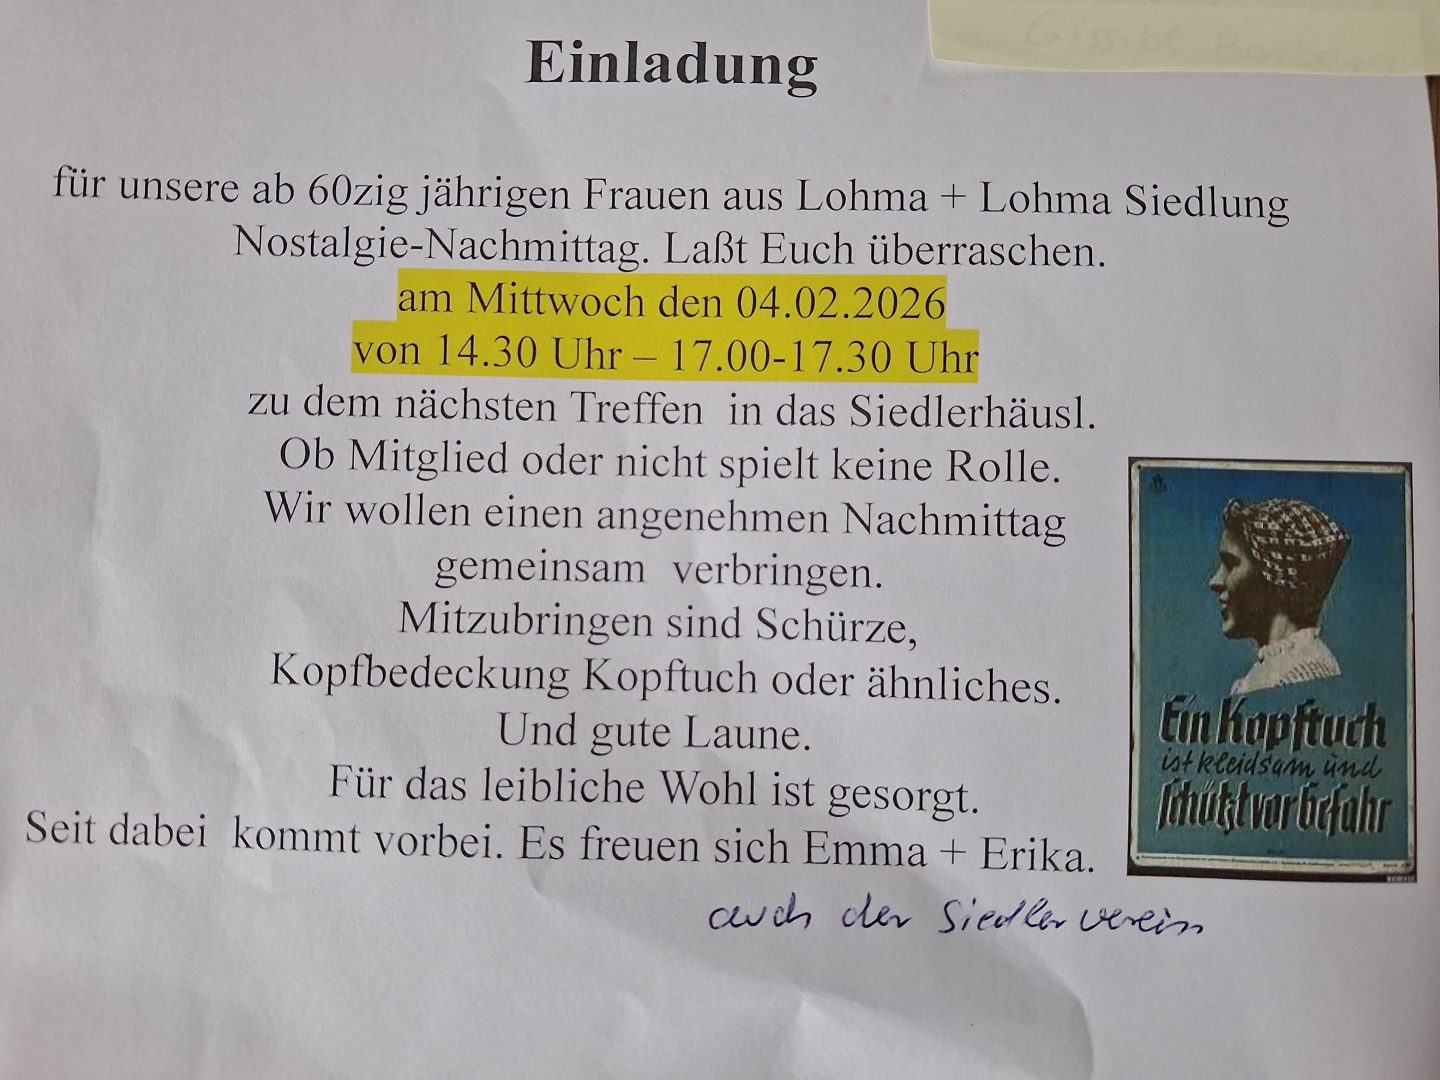 Einladung
für unsere ab 60zig jährigen Frauen aus Lohma + Lohma Siedlung
Nostalgie-Nachmittag. Laßt Euch überraschen.
am Mittwoch den 04.02.2026
von 14.30 Uhr – 17.00-17.30 Uhr
zu dem nächsten Treffen in das Siedlerhäusl.
Ob Mitglied oder nicht spielt keine Rolle.
Wir wollen einen angenehmen Nachmittag
gemeinsam verbringen.
Mitzubringen sind Schürze,
Kopfbedeckung Kopftuch oder ähnliches.
Und gute Laune.
Für das leibliche Wohl ist gesorgt.
Seit dabei kommt vorbei. Es freuen sich Emma + Erika.
auch der Siedlerverein
Ein Kopftuch
ist kleidsam und
schützt vor Gefahr